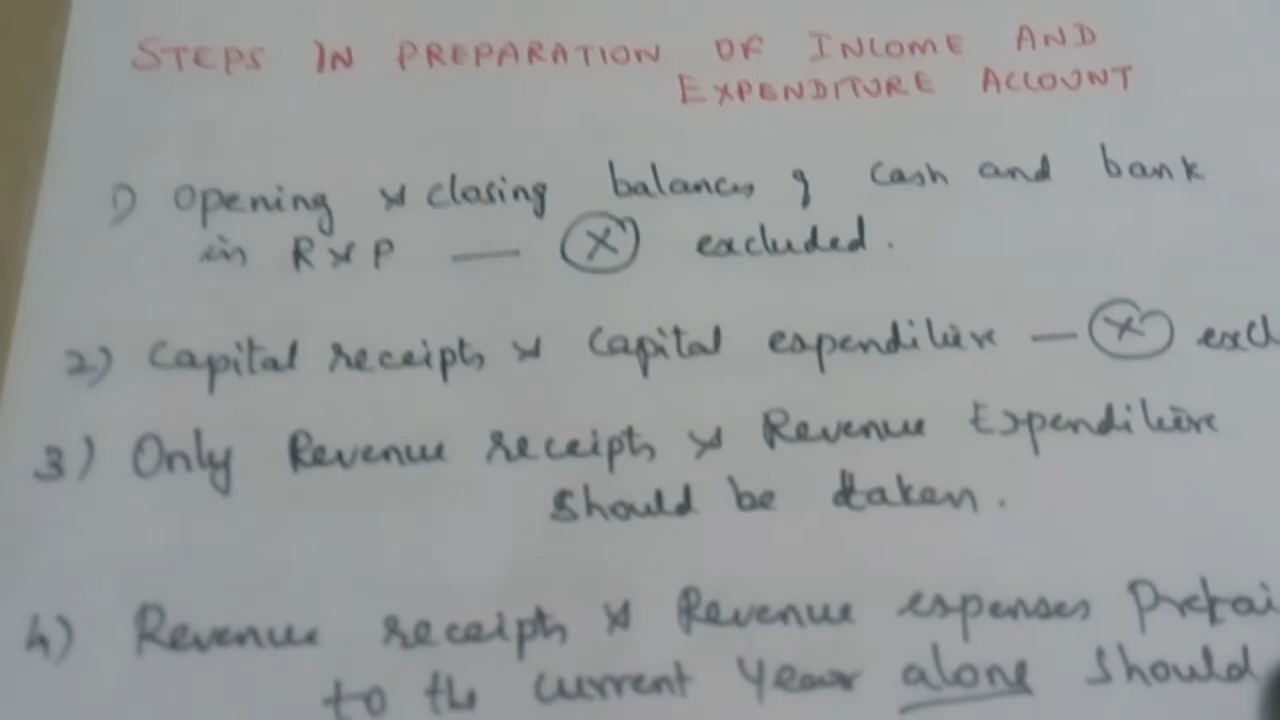 STEPS IN PREPARATION OF INCOME AND
EXPENDITURE ACCOUNT
1) Opening & closing balances of cash and bank
in R & P — (X) excluded.
2) Capital receipts & Capital expenditure — (X) excl
3) Only Revenue receipts & Revenue Expenditure
should be taken.
4) Revenue receipts & Revenue expenses Pretai
to the current year alone should